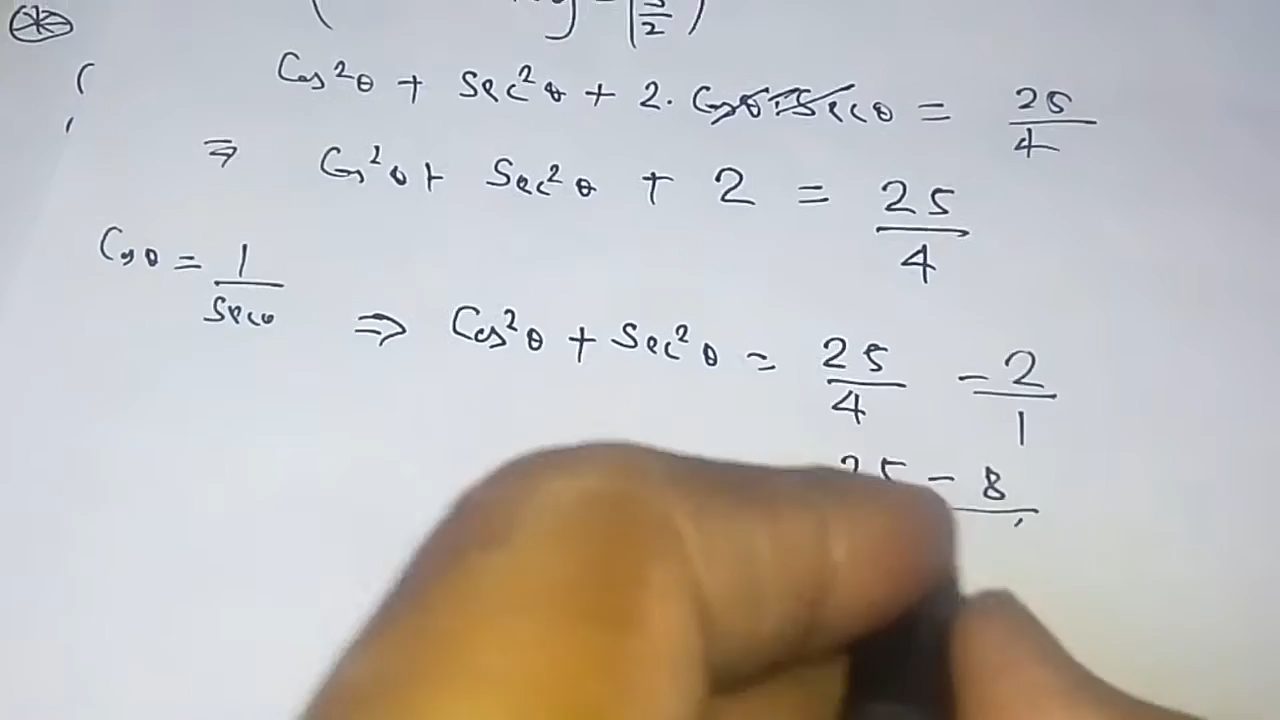 Cos²θ + Sec²θ + 2. Cosθ.Secθ = 25/4
⇒ Cos²θ + Sec²θ + 2 = 25/4
Cosθ = 1/Secθ
⇒ Cos²θ + Sec²θ = 25/4 - 2/1
25 - 8